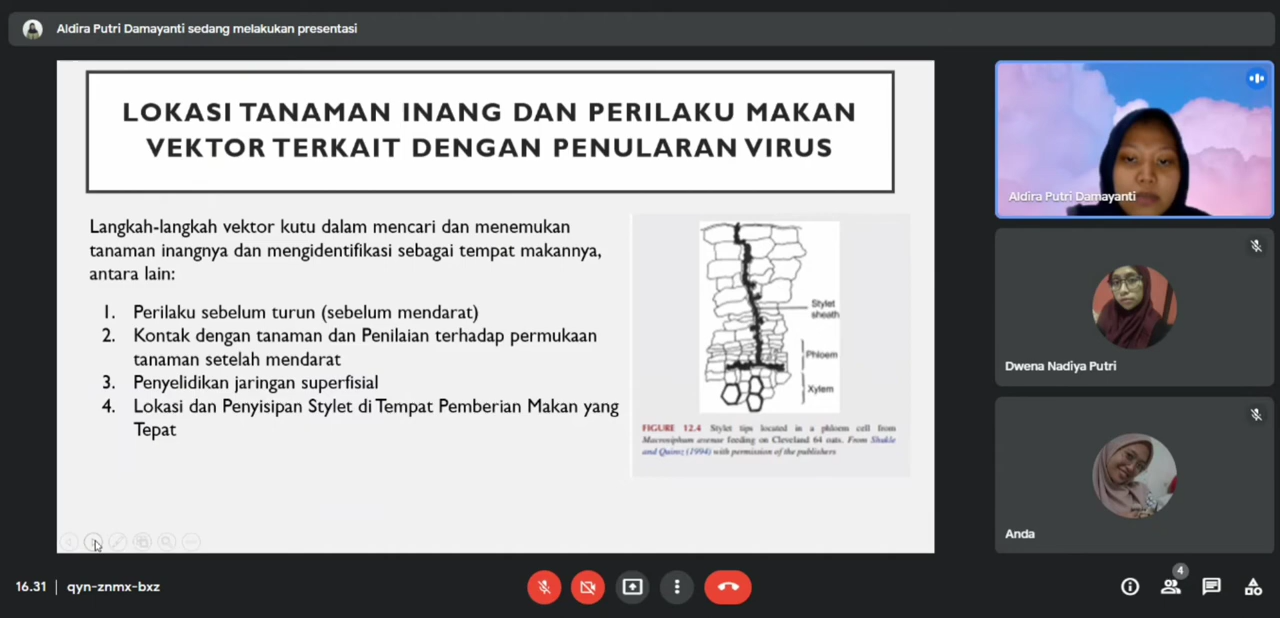 Aldira Putri Damayanti sedang melakukan presentasi
LOKASI TANAMAN INANG DAN PERILAKU MAKAN
VEKTOR TERKAIT DENGAN PENULARAN VIRUS
Langkah-langkah vektor kutu dalam mencari dan menemukan
tanaman inangnya dan mengidentifikasi sebagai tempat makannya,
antara lain:
1. Perilaku sebelum turun (sebelum mendarat)
2. Kontak dengan tanaman dan Penilaian terhadap permukaan
tanaman setelah mendarat
3. Penyelidikan jaringan superfisial
4. Lokasi dan Penyisipan Stylet di Tempat Pemberian Makan yang
Tepat
Stylet
sheath
Phloem
Xylem
FIGURE 12.4 Stylet tips located in a phloem cell from
Macrosiphum avenae feeding on Cleveland 64 oats. From Shukle
and Quiroz (1994) with permission of the publishers
Aldira Putri Damayanti
Dwena Nadiya Putri
Anda
16.31 | qyn-znmx-bxz
4